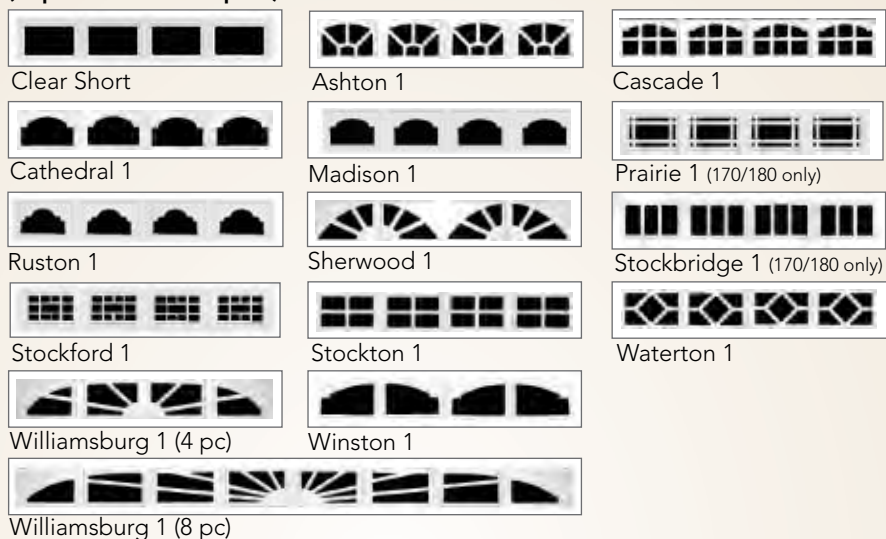 Clear Short
Ashton 1
Cascade 1
Cathedral 1
Madison 1
Prairie 1 (170/180 only)
Ruston 1
Sherwood 1
Stockbridge 1 (170/180 only)
Stockford 1
Stockton 1
Waterton 1
Williamsburg 1 (4 pc)
Winston 1
Williamsburg 1 (8 pc)